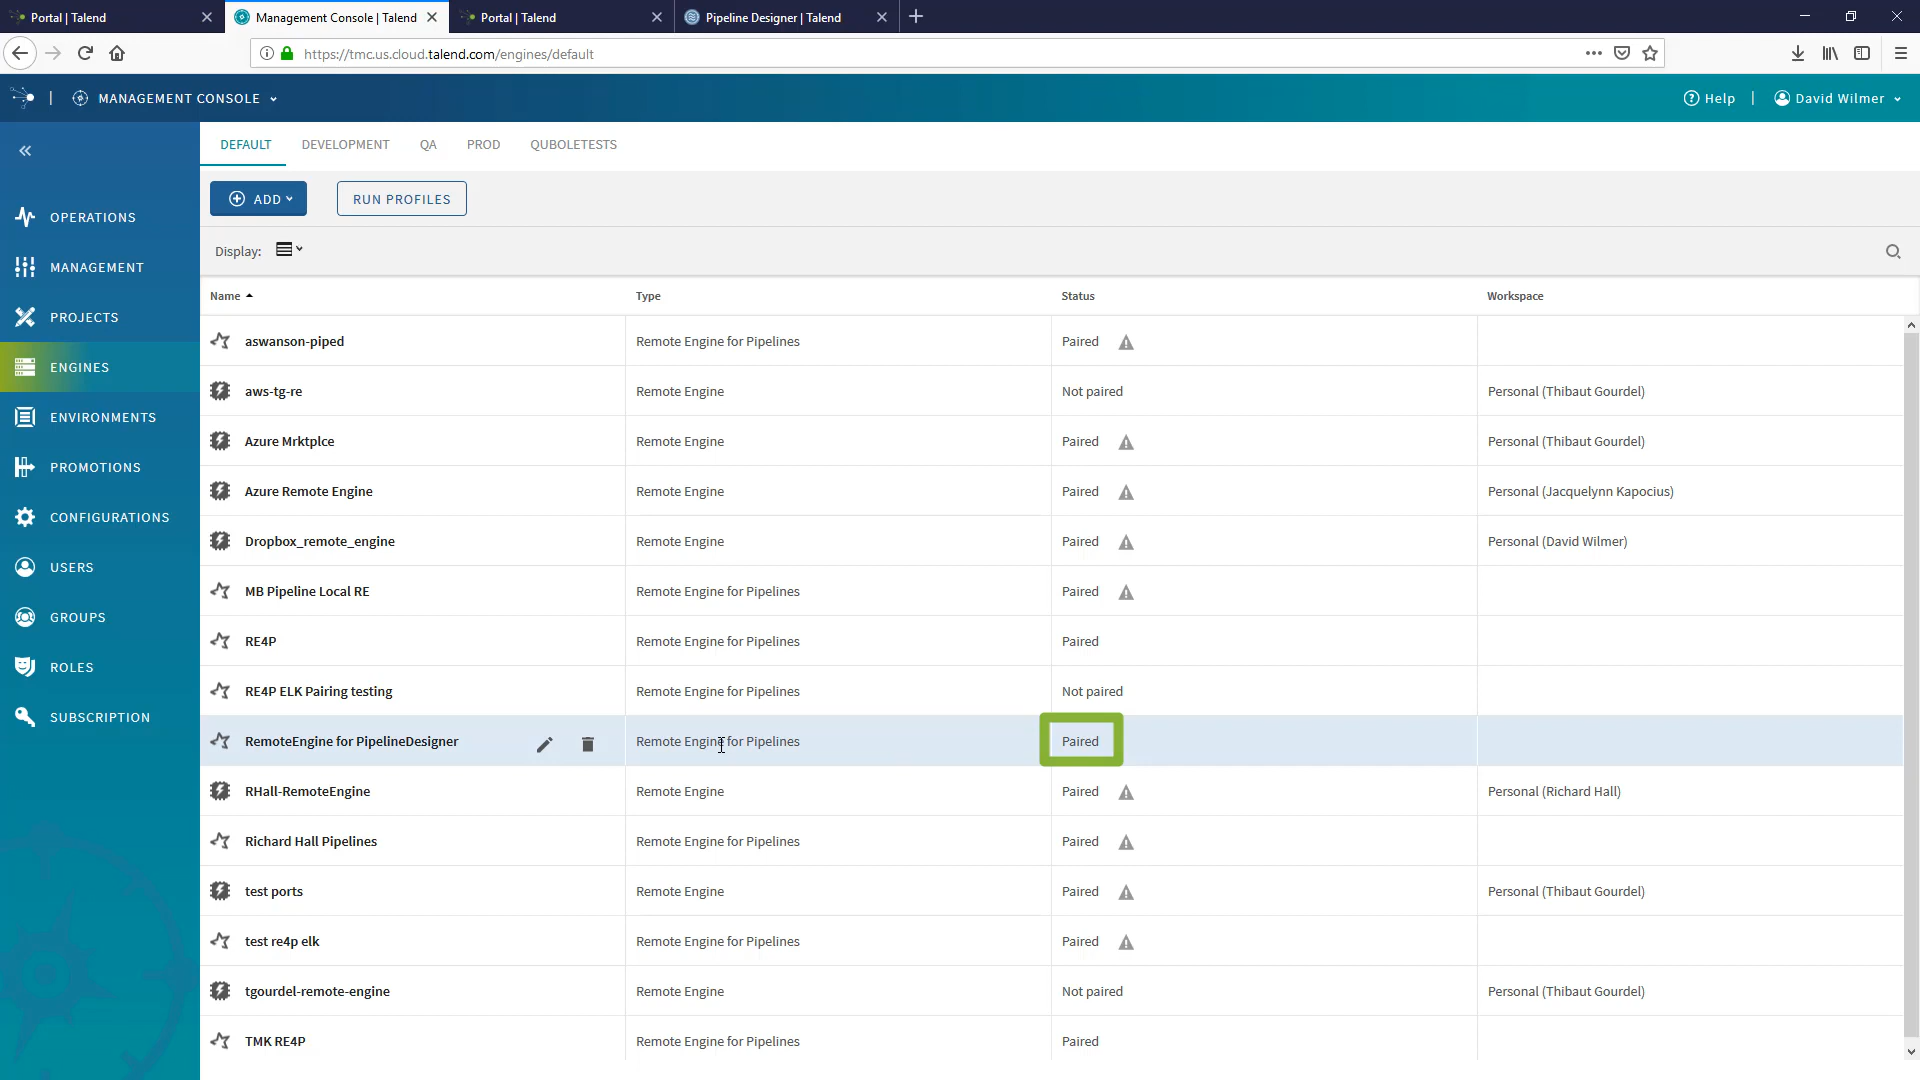 Portal | Talend
Management Console | Talend
Portal | Talend
Pipeline Designer | Talend
https://tmc.us.cloud.talend.com/engines/default
MANAGEMENT CONSOLE
Help
David Wilmer
OPERATIONS
MANAGEMENT
PROJECTS
ENGINES
ENVIRONMENTS
PROMOTIONS
CONFIGURATIONS
USERS
GROUPS
ROLES
SUBSCRIPTION
DEFAULT DEVELOPMENT QA PROD QUBOLETESTS
ADD RUN PROFILES
Display:
Name Type Status Workspace
aswanson-piped Remote Engine for Pipelines Paired
aws-tg-re Remote Engine Not paired Personal (Thibaut Gourdel)
Azure Mrktplce Remote Engine Paired Personal (Thibaut Gourdel)
Azure Remote Engine Remote Engine Paired Personal (Jacquelynn Kapocius)
Dropbox_remote_engine Remote Engine Paired Personal (David Wilmer)
MB Pipeline Local RE Remote Engine for Pipelines Paired
RE4P Remote Engine for Pipelines Paired
RE4P ELK Pairing testing Remote Engine for Pipelines Not paired
RemoteEngine for PipelineDesigner Remote Engine for Pipelines Paired
RHall-RemoteEngine Remote Engine Paired Personal (Richard Hall)
Richard Hall Pipelines Remote Engine for Pipelines Paired
test ports Remote Engine Paired Personal (Thibaut Gourdel)
test re4p elk Remote Engine for Pipelines Paired
tgourdel-remote-engine Remote Engine Not paired Personal (Thibaut Gourdel)
TMK RE4P Remote Engine for Pipelines Paired